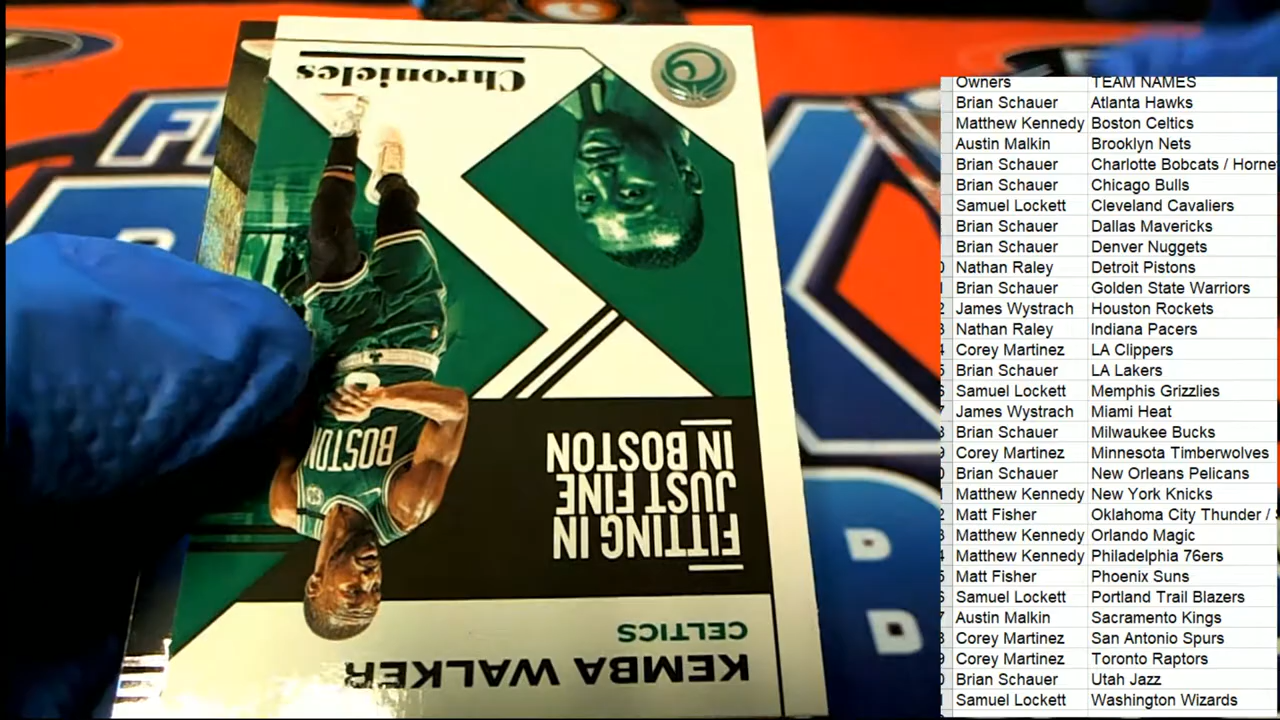 Chronicles
FITTING IN
JUST FINE
IN BOSTON
BOSTON
CELTICS
KEMBA WALKER
Owners TEAM NAMES
Brian Schauer Atlanta Hawks
Matthew Kennedy Boston Celtics
Austin Malkin Brooklyn Nets
Brian Schauer Charlotte Bobcats / Horne
Brian Schauer Chicago Bulls
Samuel Lockett Cleveland Cavaliers
Brian Schauer Dallas Mavericks
Brian Schauer Denver Nuggets
Nathan Raley Detroit Pistons
Brian Schauer Golden State Warriors
James Wystrach Houston Rockets
Nathan Raley Indiana Pacers
Corey Martinez LA Clippers
Brian Schauer LA Lakers
Samuel Lockett Memphis Grizzlies
James Wystrach Miami Heat
Brian Schauer Milwaukee Bucks
Corey Martinez Minnesota Timberwolves
Brian Schauer New Orleans Pelicans
Matthew Kennedy New York Knicks
Matt Fisher Oklahoma City Thunder /
Matthew Kennedy Orlando Magic
Matthew Kennedy Philadelphia 76ers
Matt Fisher Phoenix Suns
Samuel Lockett Portland Trail Blazers
Austin Malkin Sacramento Kings
Corey Martinez San Antonio Spurs
Corey Martinez Toronto Raptors
Brian Schauer Utah Jazz
Samuel Lockett Washington Wizards